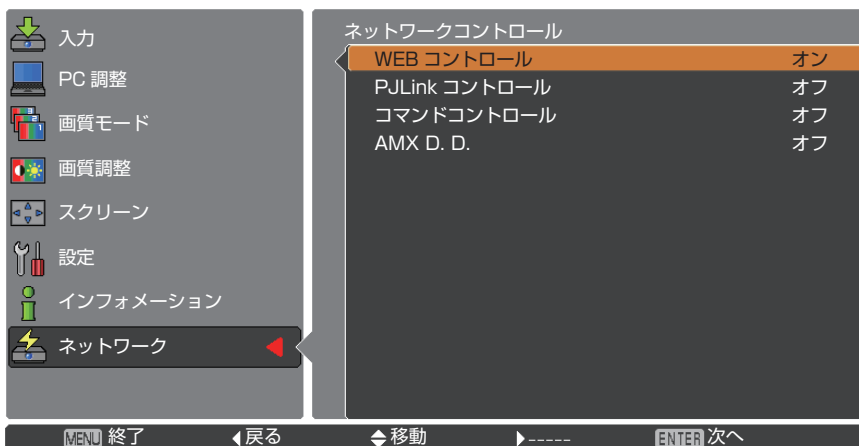 入力
PC 調整
画質モード
画質調整
スクリーン
設定
インフォメーション
ネットワーク
ネットワークコントロール
WEB コントロール オン
PJLink コントロール オフ
コマンドコントロール オフ
AMX D. D. オフ
MENU 終了 戻る 移動 ----- ENTER 次へ